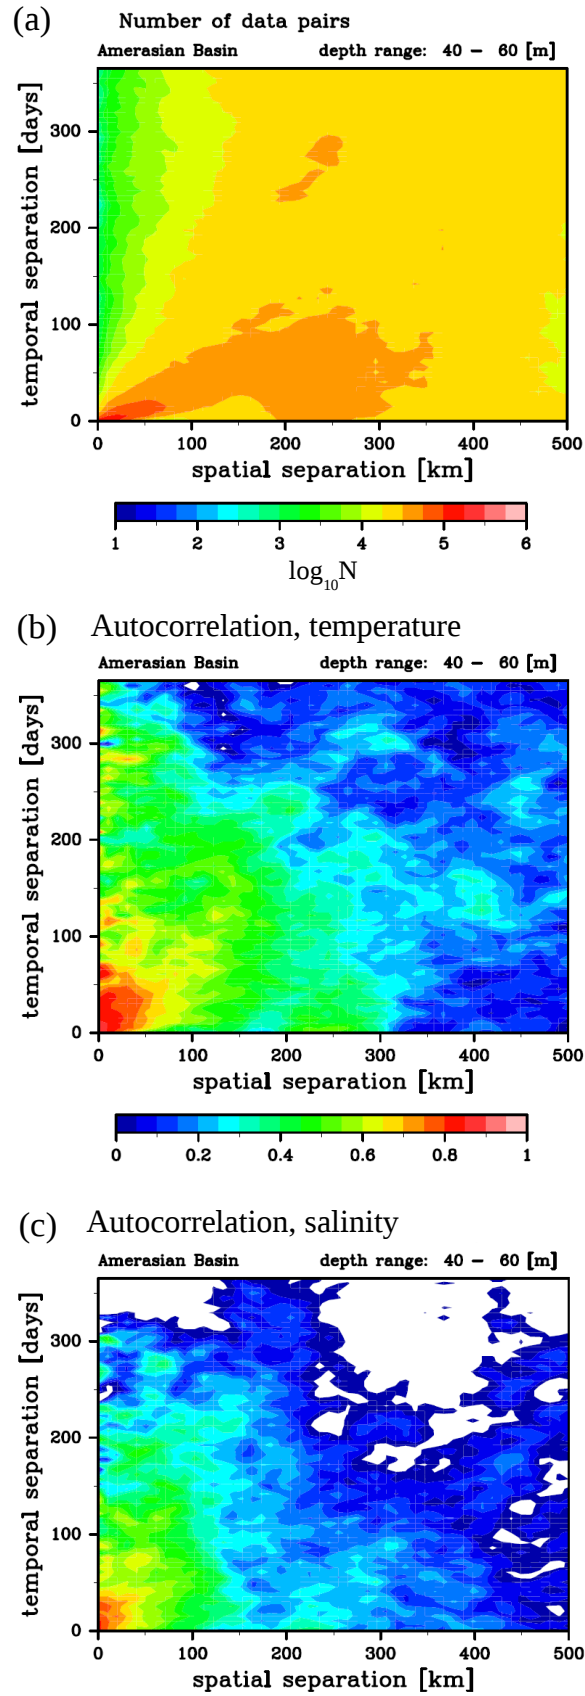 (a)
Number of data pairs
Amerasian Basin depth range: 40 – 60 [m]
temporal separation [days]
300
200
100
0
0 100 200 300 400 500
spatial separation [km]
1 2 3 4 5 6
log₁₀N
(b) Autocorrelation, temperature
Amerasian Basin depth range: 40 – 60 [m]
temporal separation [days]
300
200
100
0
0 100 200 300 400 500
spatial separation [km]
0 0.2 0.4 0.6 0.8 1
(c) Autocorrelation, salinity
Amerasian Basin depth range: 40 – 60 [m]
temporal separation [days]
300
200
100
0
0 100 200 300 400 500
spatial separation [km]